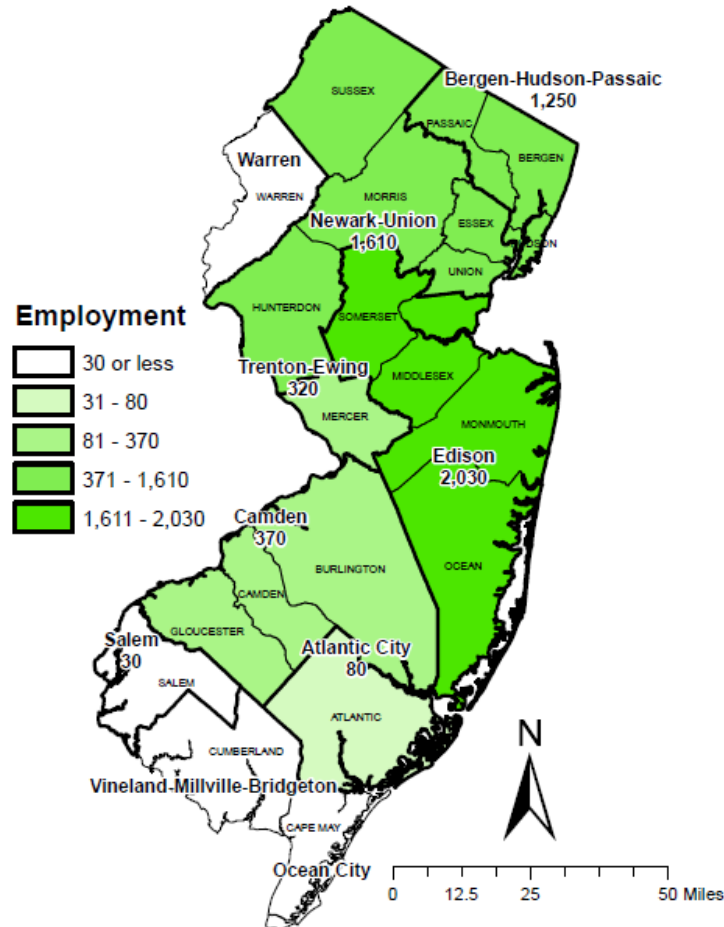 Bergen-Hudson-Passaic
1,250
SUSSEX
PASSAIC
BERGEN
Warren
WARREN
MORRIS
Newark-Union
1,610
ESSEX
HUDSON
UNION
HUNTERDON
SOMERSET
Employment
30 or less
31 - 80
81 - 370
371 - 1,610
1,611 - 2,030
Trenton-Ewing
320
MIDDLESEX
MERCER
MONMOUTH
Edison
2,030
Camden
370
BURLINGTON
OCEAN
CAMDEN
GLOUCESTER
Salem
30
SALEM
Atlantic City
80
ATLANTIC
CUMBERLAND
Vineland-Millville-Bridgeton
CAPE MAY
Ocean City
N
0 12.5 25 50 Miles